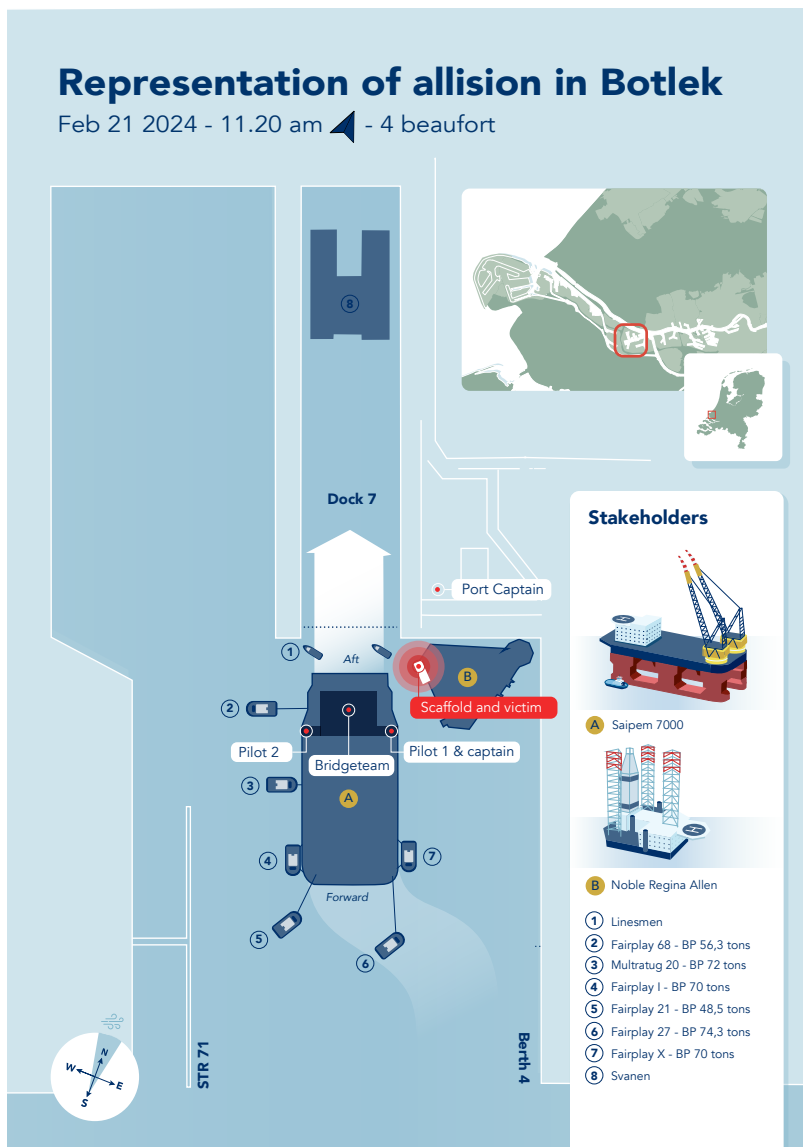 Representation of allision in Botlek
Feb 21 2024 - 11.20 am - 4 beaufort
8
Dock 7
Port Captain
1
Aft
B
2
Scaffold and victim
Pilot 2
Bridgeteam
Pilot 1 & captain
3
A
4
7
Forward
5
6
STR 71
Berth 4
N
W
E
S
Stakeholders
H
A Saipem 7000
H
B Noble Regina Allen
1 Linesmen
2 Fairplay 68 - BP 56,3 tons
3 Multratug 20 - BP 72 tons
4 Fairplay I - BP 70 tons
5 Fairplay 21 - BP 48,5 tons
6 Fairplay 27 - BP 74,3 tons
7 Fairplay X - BP 70 tons
8 Svanen